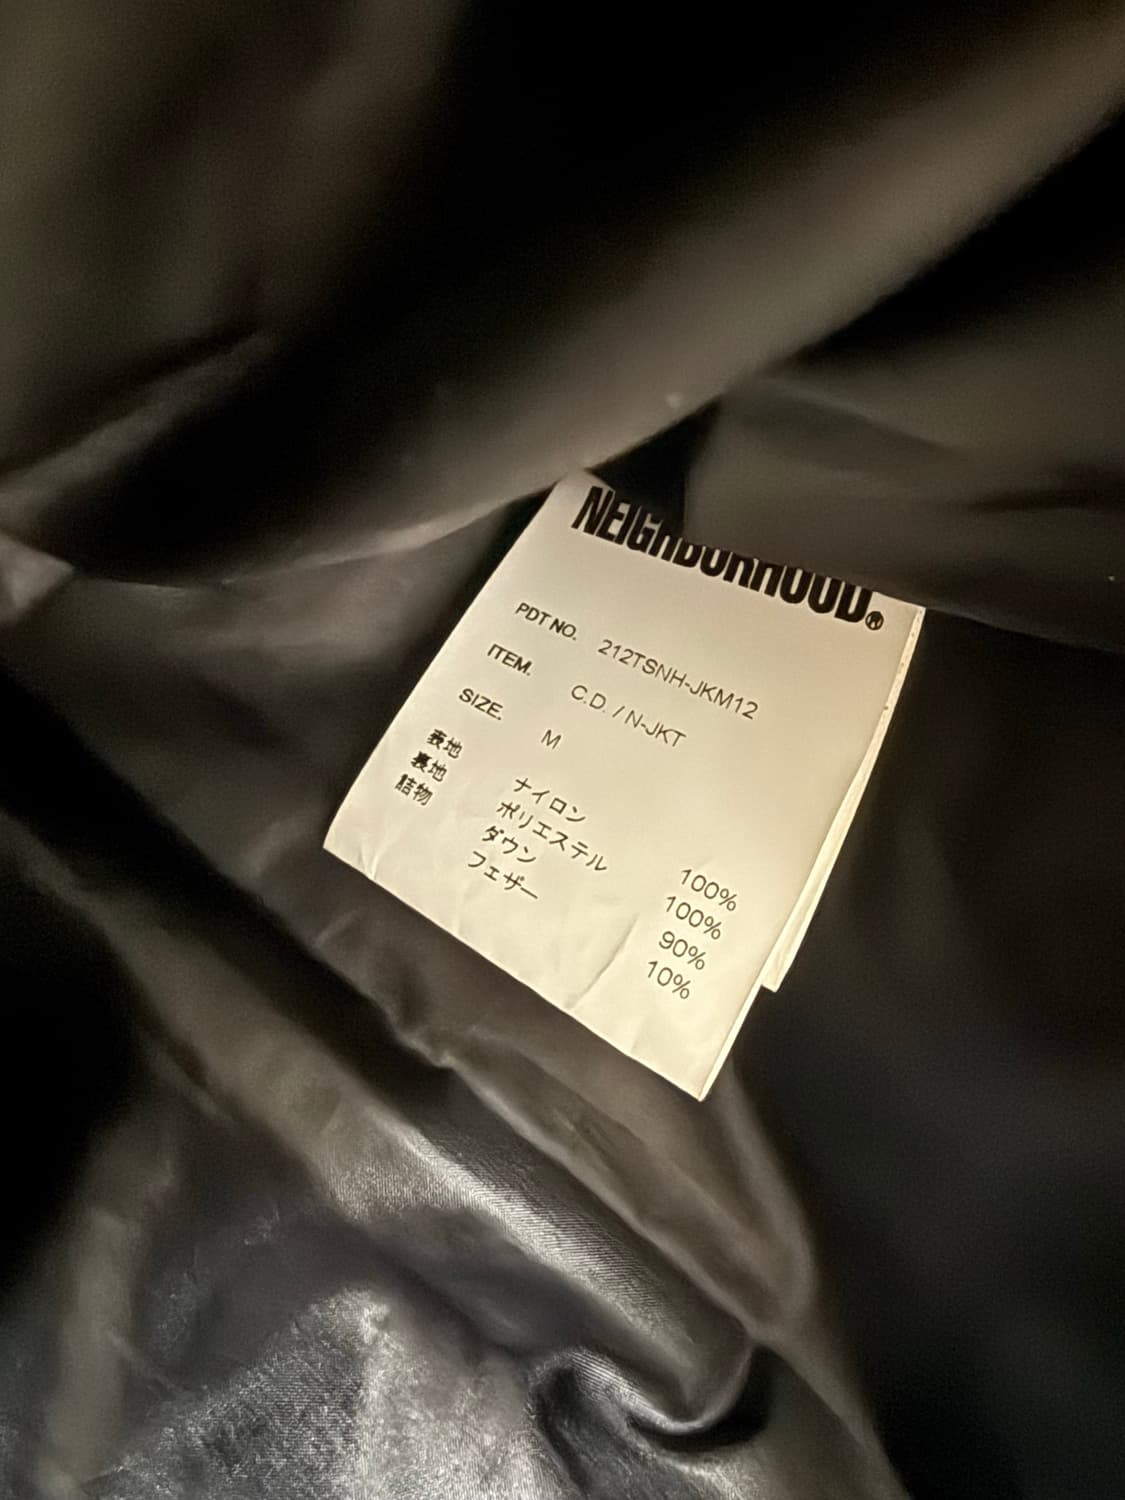 NEIGHBORHOOD®
PDT NO. 212TSNH-JKM12
ITEM. C.D. / N-JKT
SIZE. M
表地 ナイロン 100%
裏地 ポリエステル 100%
詰物 ダウン 90%
フェザー 10%